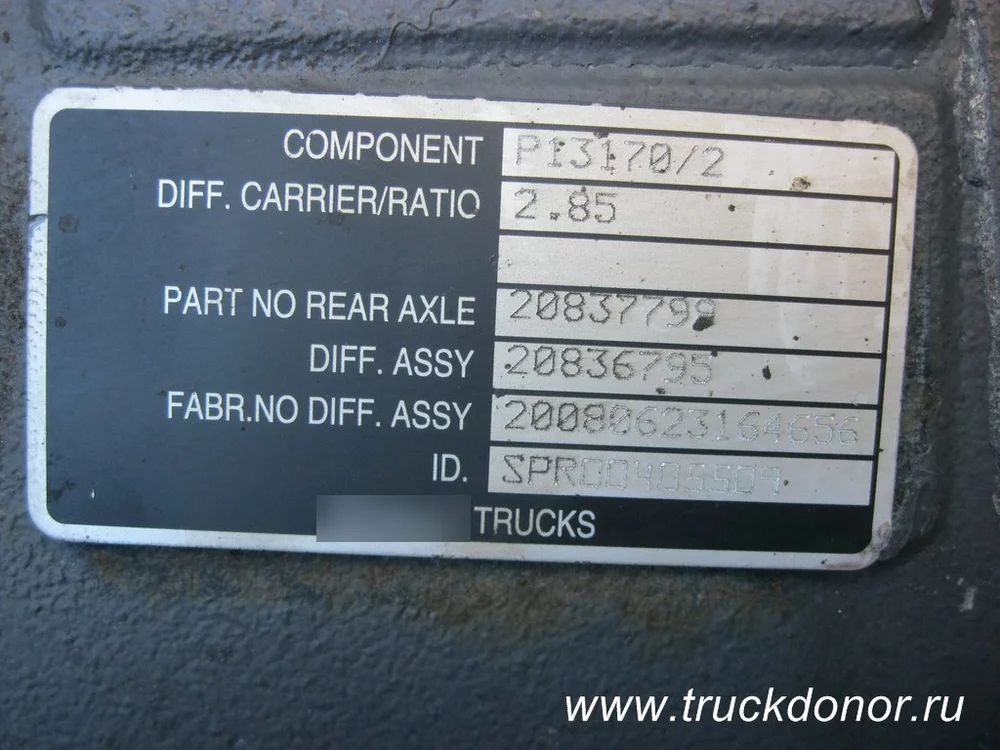 COMPONENT P13170/2
DIFF. CARRIER/RATIO 2.85
PART NO REAR AXLE 20837799
DIFF. ASSY 20836795
FABR.NO DIFF. ASSY 20080623164656
ID. SPR00405509
TRUCKS
www.truckdonor.ru